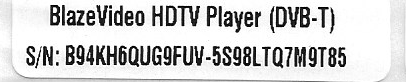 BlazeVideo HDTV Player (DVB-T)
S/N: B94KH6QUG9FUV-5S98LTQ7M9T85